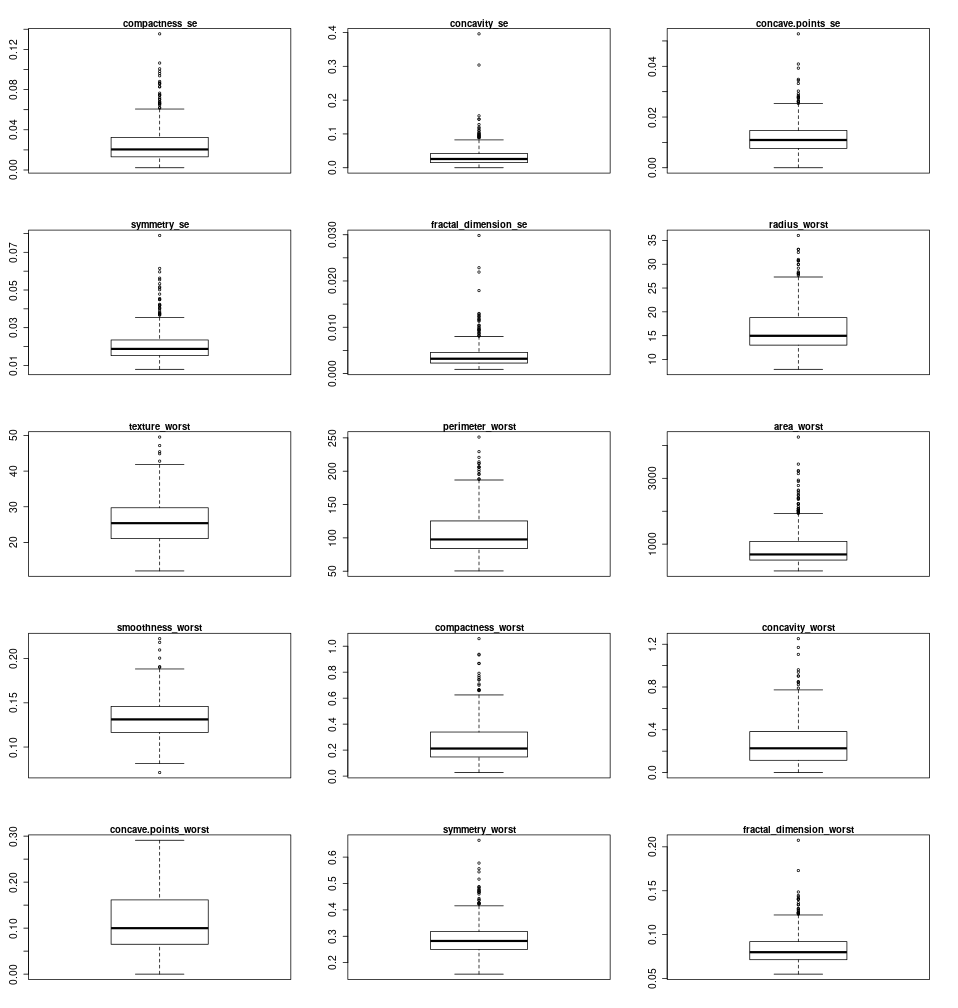 compactness_se concavity_se concave.points_se
0.12 0.4 0.04
0.08 0.3 0.02
0.04 0.2 0.00
0.00 0.1
0.0
symmetry_se fractal_dimension_se radius_worst
0.07 0.030 35
0.05 0.020 30
0.03 0.010 25
0.01 0.000 20
15
10
texture_worst perimeter_worst area_worst
50 250 3000
40 200 1000
30 150
20 100
50
smoothness_worst compactness_worst concavity_worst
0.20 1.0 1.2
0.15 0.8 0.8
0.10 0.6 0.4
0.4 0.0
0.2
0.0
concave.points_worst symmetry_worst fractal_dimension_worst
0.30 0.6 0.20
0.20 0.5 0.15
0.10 0.4 0.10
0.00 0.3 0.05
0.2